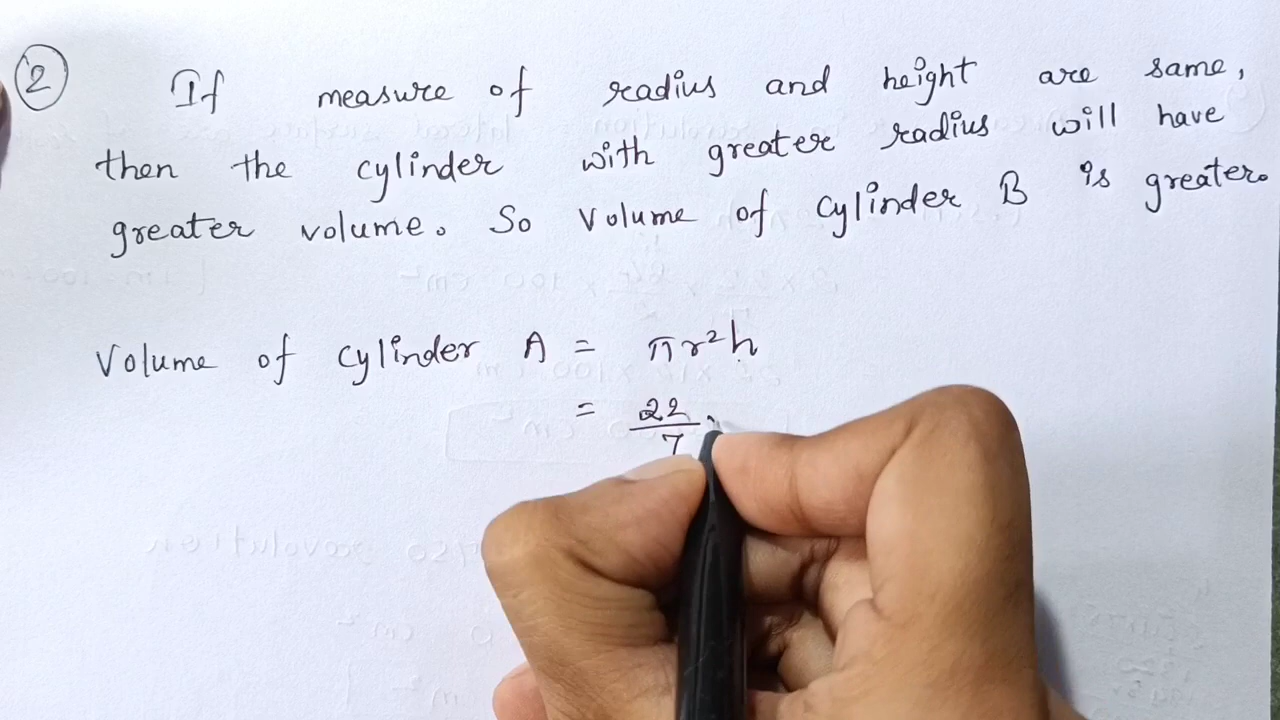 2 If measure of radius and height are same,
then the cylinder with greater radius will have
greater volume. So volume of cylinder B is greater.
Volume of cylinder A = πr²h
= 22/7